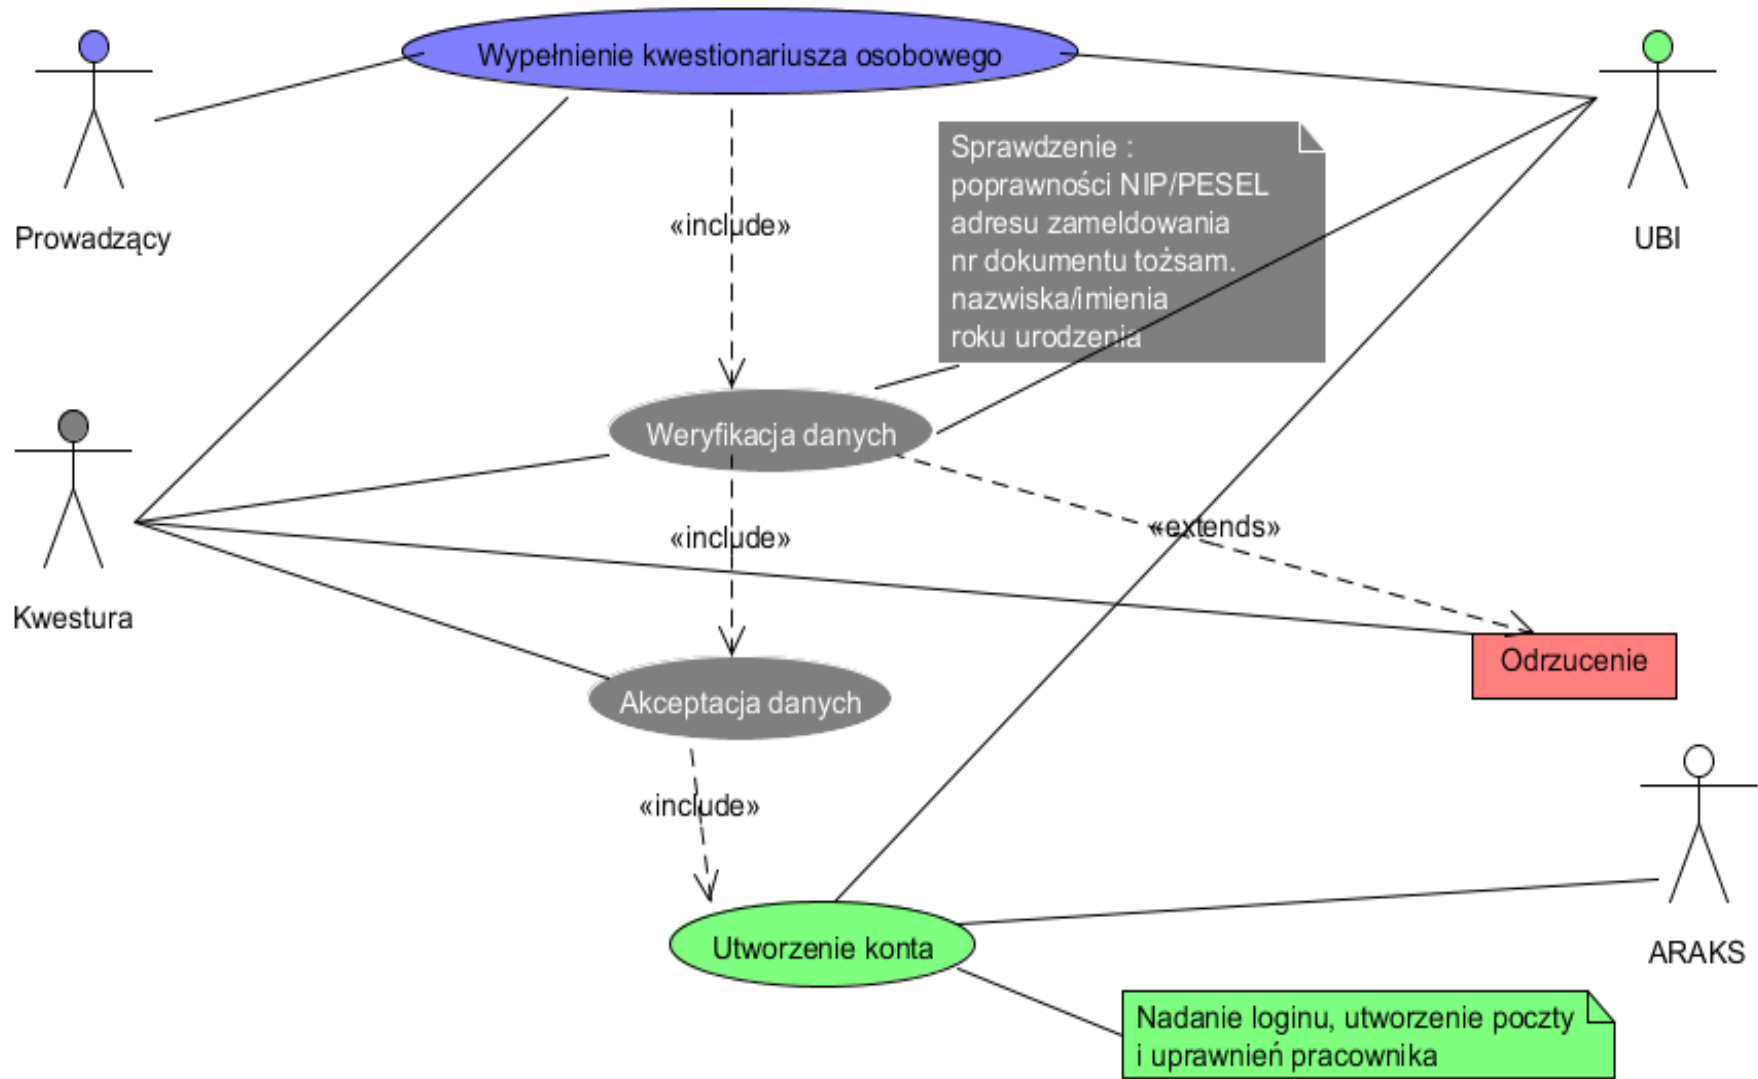 Wypełnienie kwestionariusza osobowego
Prowadzący
UBI
Sprawdzenie :
poprawności NIP/PESEL
adresu zameldowania
nr dokumentu tożsam.
nazwiska/imienia
roku urodzenia
«include»
Weryfikacja danych
«extends»
«include»
Kwestura
Odrzucenie
Akceptacja danych
«include»
Utworzenie konta
ARAKS
Nadanie loginu, utworzenie poczty
i uprawnień pracownika